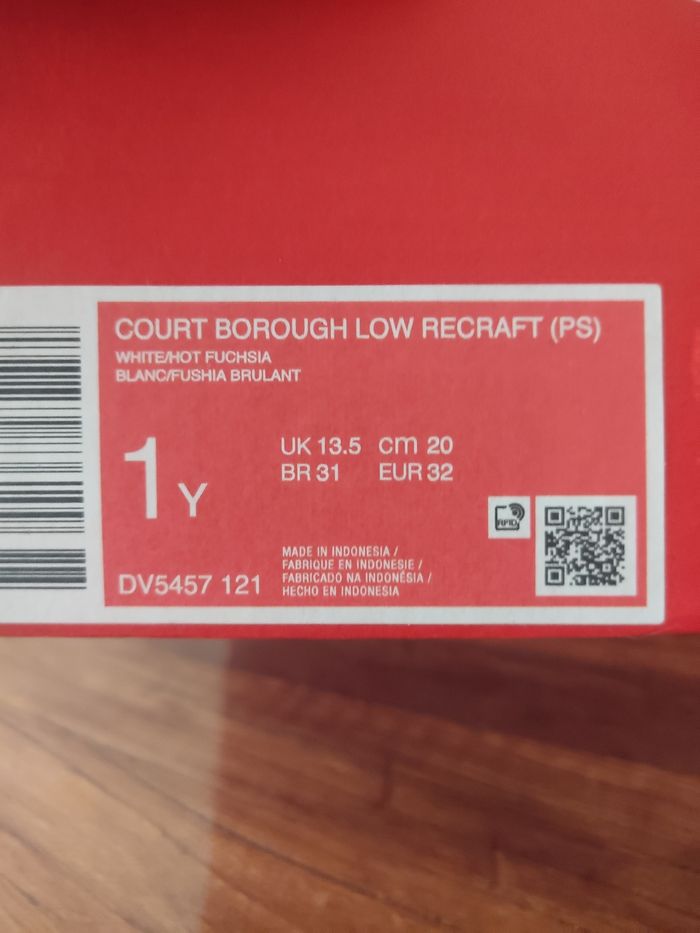 COURT BOROUGH LOW RECRAFT (PS)
WHITE/HOT FUCHSIA
BLANC/FUSHIA BRULANT
1 Y
UK 13.5 cm 20
BR 31 EUR 32
RFID
MADE IN INDONESIA /
FABRIQUE EN INDONESIE /
FABRICADO NA INDONÉSIA /
HECHO EN INDONESIA
DV5457 121